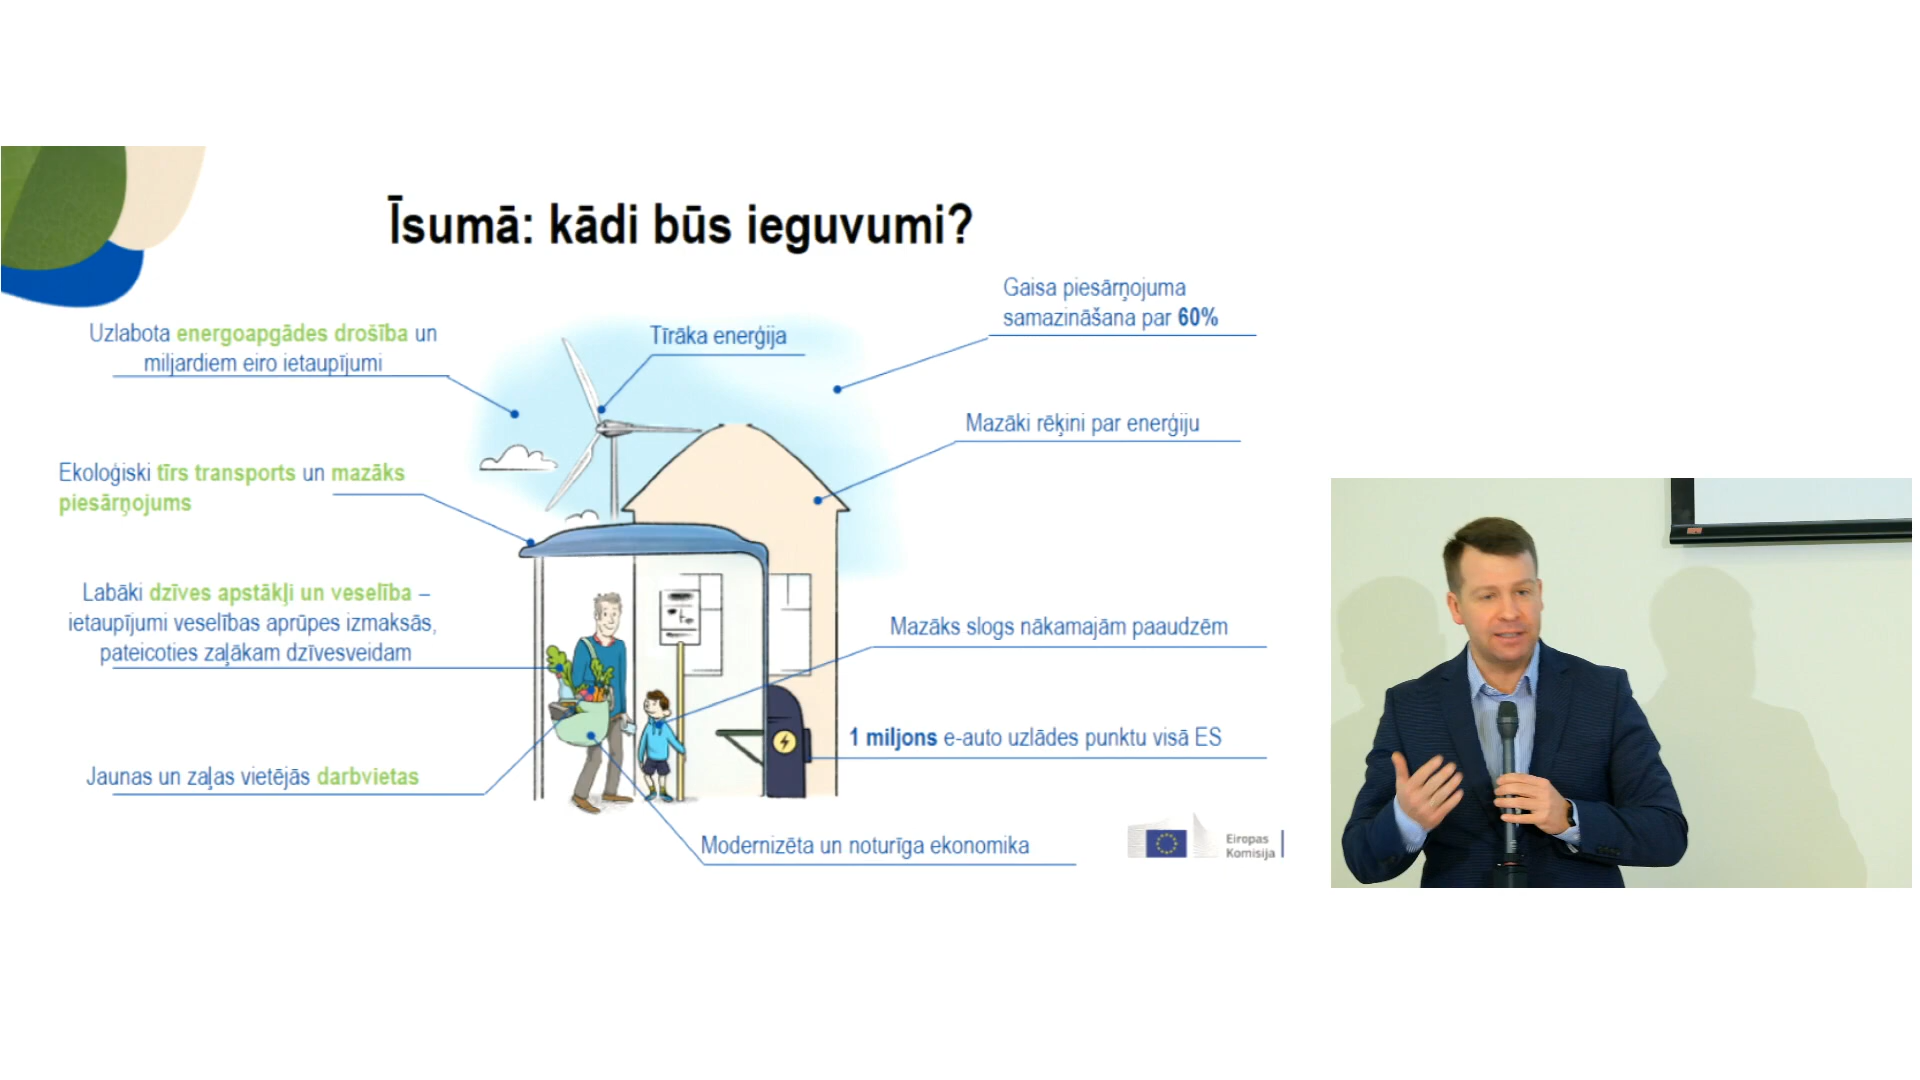 Īsumā: kādi būs ieguvumi?
Gaisa piesārņojuma
samazināšana par 60%
Uzlabota energoapgādes drošība un
miljardiem eiro ietaupījumi
Tīrāka enerģija
Mazāki rēķini par enerģiju
Ekoloģiski tīrs transports un mazāks
piesārņojums
Labāki dzīves apstākļi un veselība –
ietaupījumi veselības aprūpes izmaksās,
pateicoties zaļākam dzīvesveidam
Mazāks slogs nākamajām paaudzēm
1 miljons e-auto uzlādes punktu visā ES
Jaunas un zaļas vietējās darbvietas
Modernizēta un noturīga ekonomika
Eiropas
Komisija